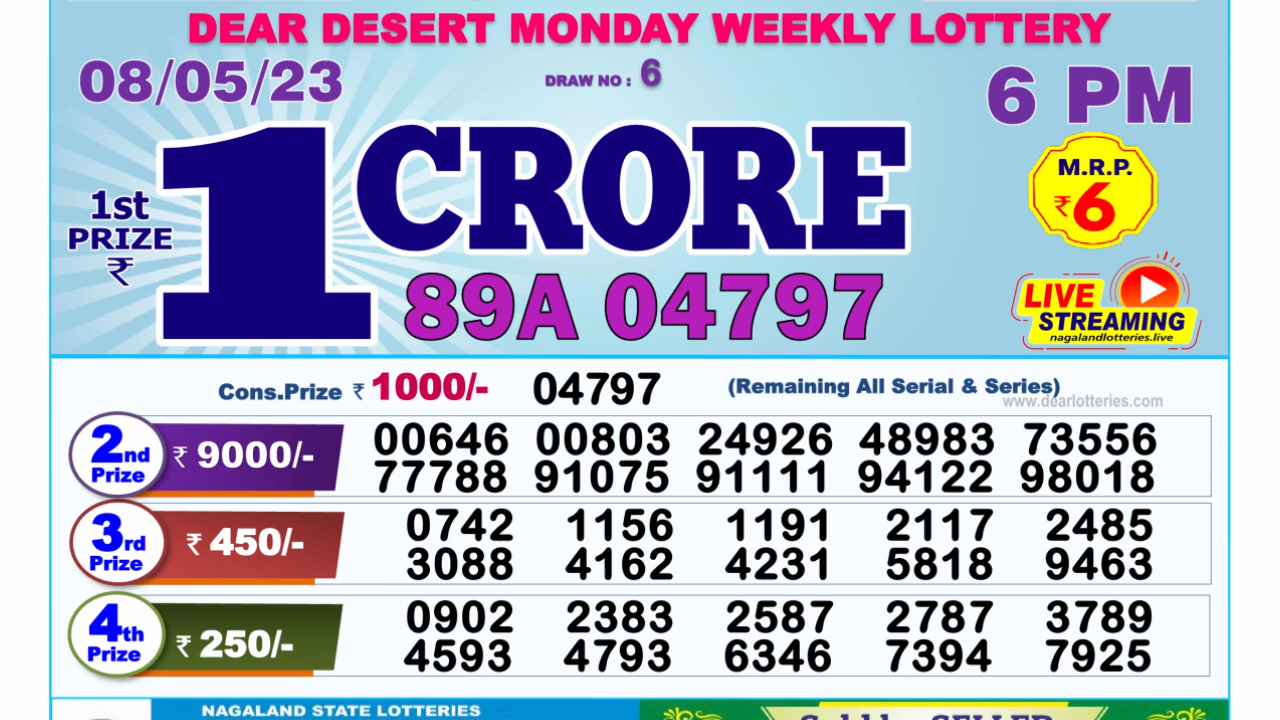 DEAR DESERT MONDAY WEEKLY LOTTERY
08/05/23
DRAW NO : 6
6 PM
1st
PRIZE
₹
1 CRORE
M.R.P.
₹6
89A 04797
LIVE
STREAMING
nagalandlotteries.live
Cons.Prize ₹ 1000/- 04797 (Remaining All Serial & Series)
www.dearlotteries.com
2nd
Prize
₹ 9000/-
00646 00803 24926 48983 73556
77788 91075 91111 94122 98018
3rd
Prize
₹ 450/-
0742 1156 1191 2117 2485
3088 4162 4231 5818 9463
4th
Prize
₹ 250/-
0902 2383 2587 2787 3789
4593 4793 6346 7394 7925
NAGALAND STATE LOTTERIES